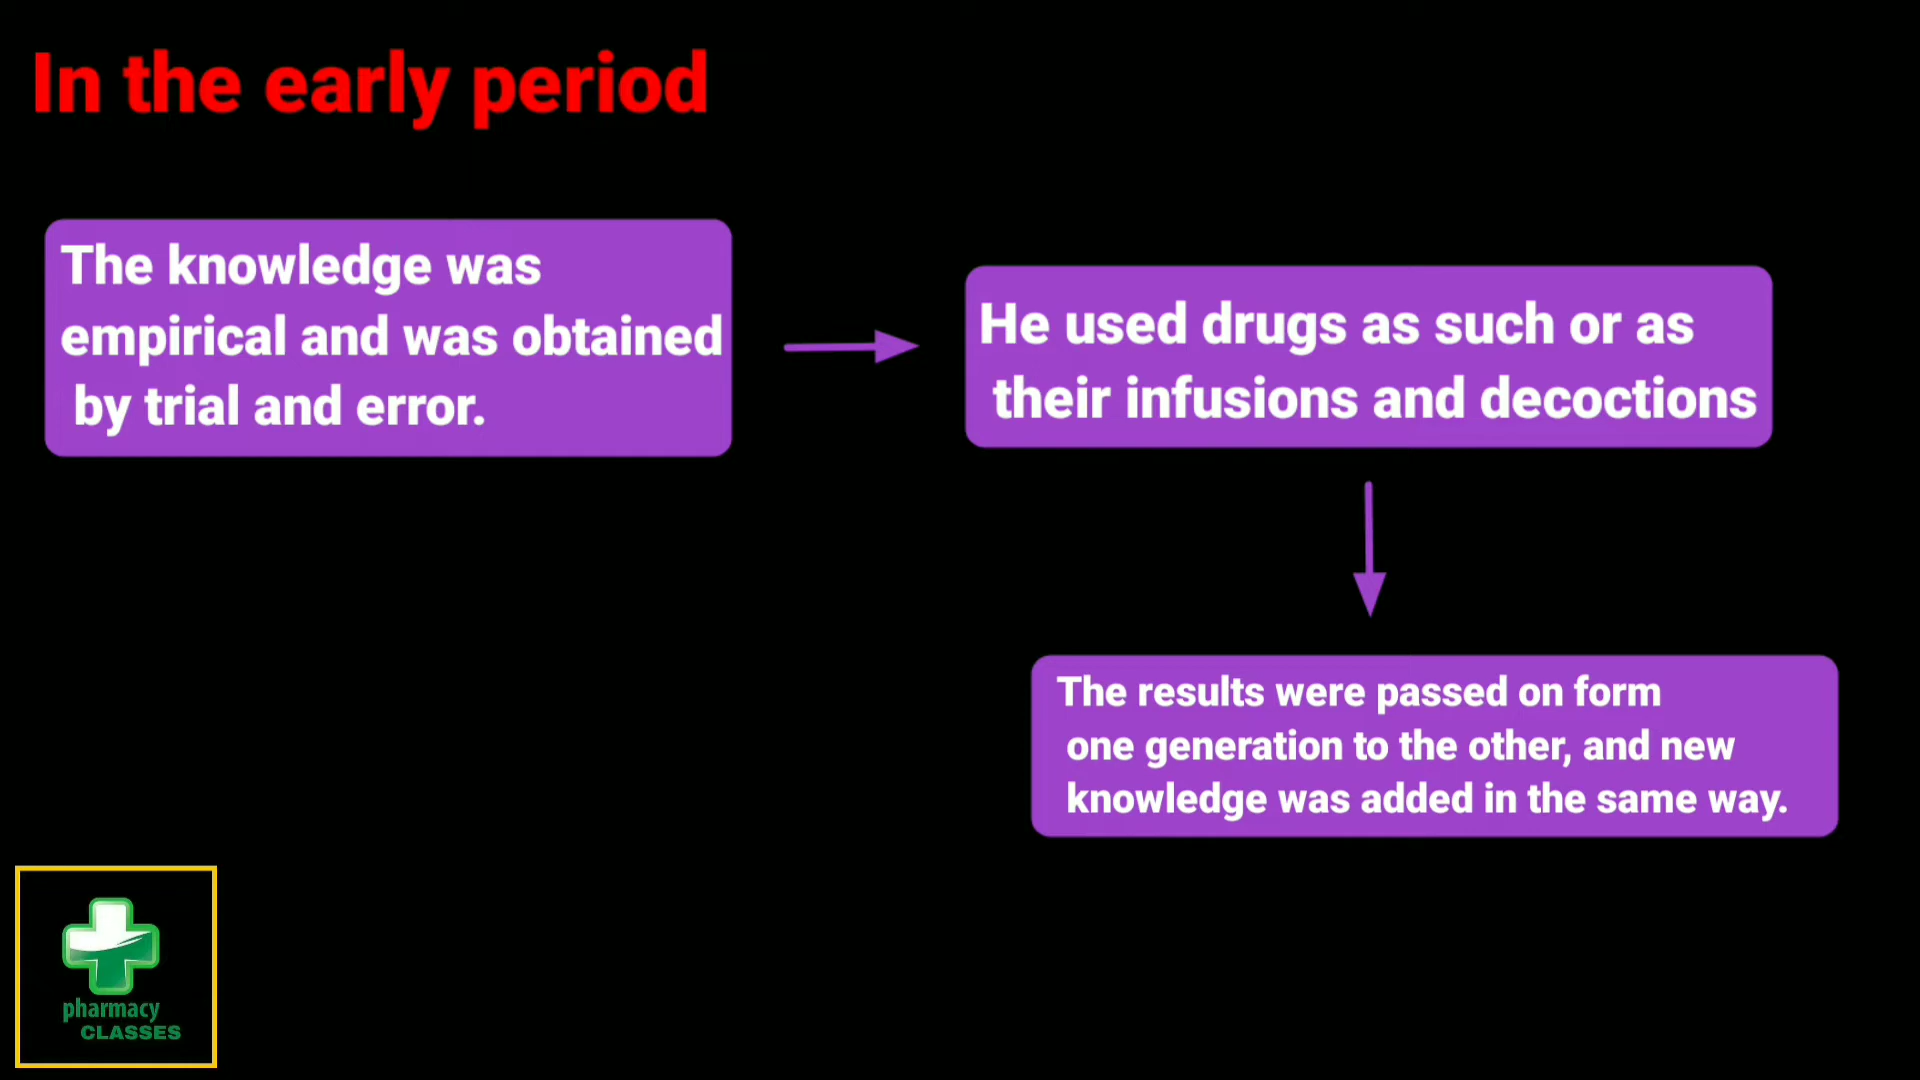 In the early period
The knowledge was
empirical and was obtained
by trial and error.
He used drugs as such or as
their infusions and decoctions
The results were passed on form
one generation to the other, and new
knowledge was added in the same way.
pharmacy
CLASSES